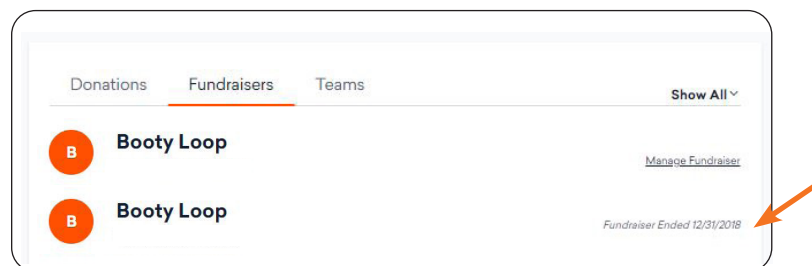 Donations Fundraisers Teams
Show All
B Booty Loop
Manage Fundraiser
B Booty Loop
Fundraiser Ended 12/31/2018